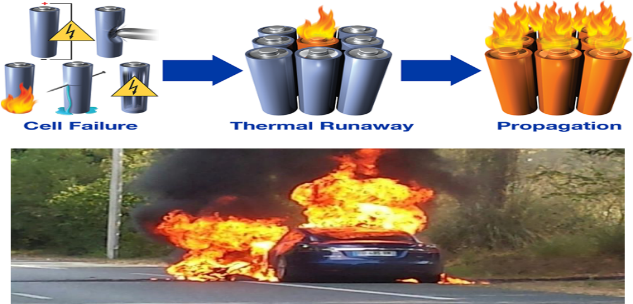 Cell Failure
Thermal Runaway
Propagation